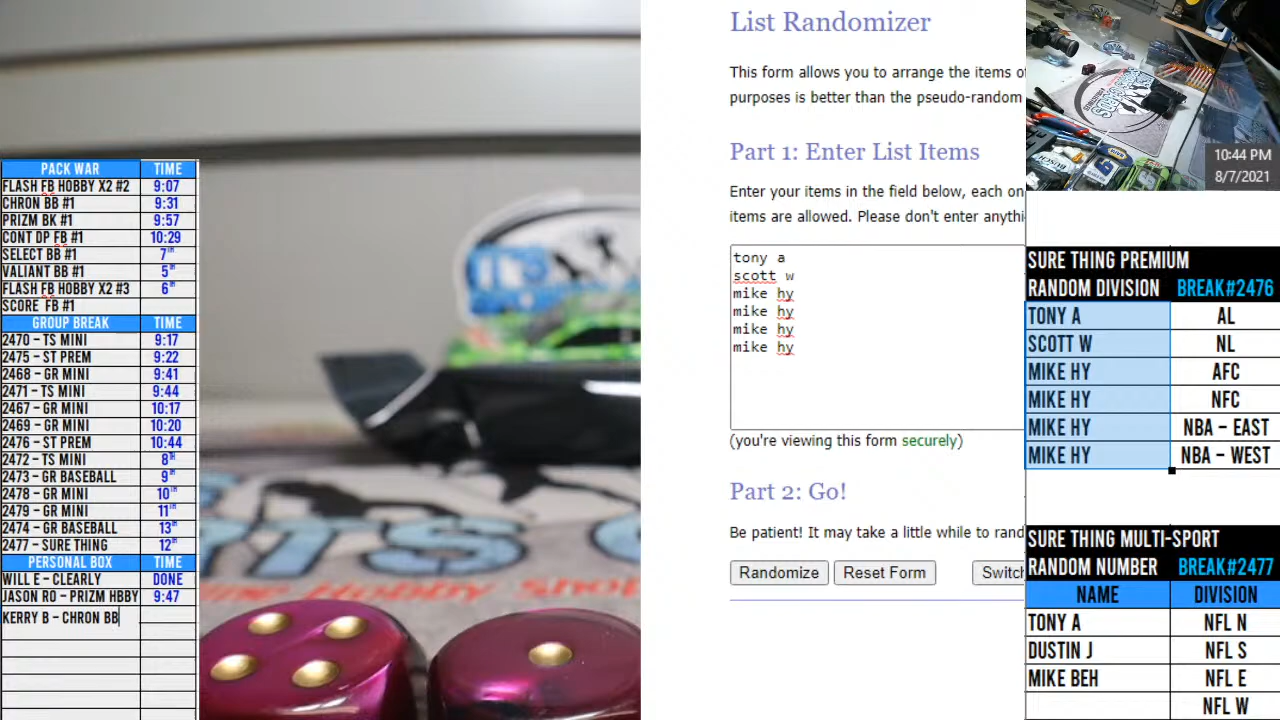 PACK WAR TIME
FLASH FB HOBBY X2 #2 9:07
CHRON BB #1 9:31
PRIZM BK #1 9:57
CONT DP FB #1 10:29
SELECT BB #1 7TH
VALIANT BB #1 5TH
FLASH FB HOBBY X2 #3 6TH
SCORE FB #1
GROUP BREAK TIME
2470 - TS MINI 9:17
2475 - ST PREM 9:22
2468 - GR MINI 9:41
2471 - TS MINI 9:44
2467 - GR MINI 10:17
2469 - GR MINI 10:20
2476 - ST PREM 10:44
2472 - TS MINI 8TH
2473 - GR BASEBALL 9TH
2478 - GR MINI 10TH
2479 - GR MINI 11TH
2474 - GR BASEBALL 13TH
2477 - SURE THING 12TH
PERSONAL BOX TIME
WILL E - CLEARLY DONE
JASON RO - PRIZM HBBY 9:47
KERRY B - CHRON BB
List Randomizer
This form allows you to arrange the items o
purposes is better than the pseudo-random
Part 1: Enter List Items
Enter your items in the field below, each on
items are allowed. Please don't enter anythi
tony a
scott w
mike hy
mike hy
mike hy
mike hy
(you're viewing this form securely)
Part 2: Go!
Be patient! It may take a little while to rand
Randomize Reset Form Switch
10:44 PM
8/7/2021
SURE THING PREMIUM
RANDOM DIVISION BREAK#2476
TONY A AL
SCOTT W NL
MIKE HY AFC
MIKE HY NFC
MIKE HY NBA - EAST
MIKE HY NBA - WEST
SURE THING MULTI-SPORT
RANDOM NUMBER BREAK#2477
NAME DIVISION
TONY A NFL N
DUSTIN J NFL S
MIKE BEH NFL E
NFL W